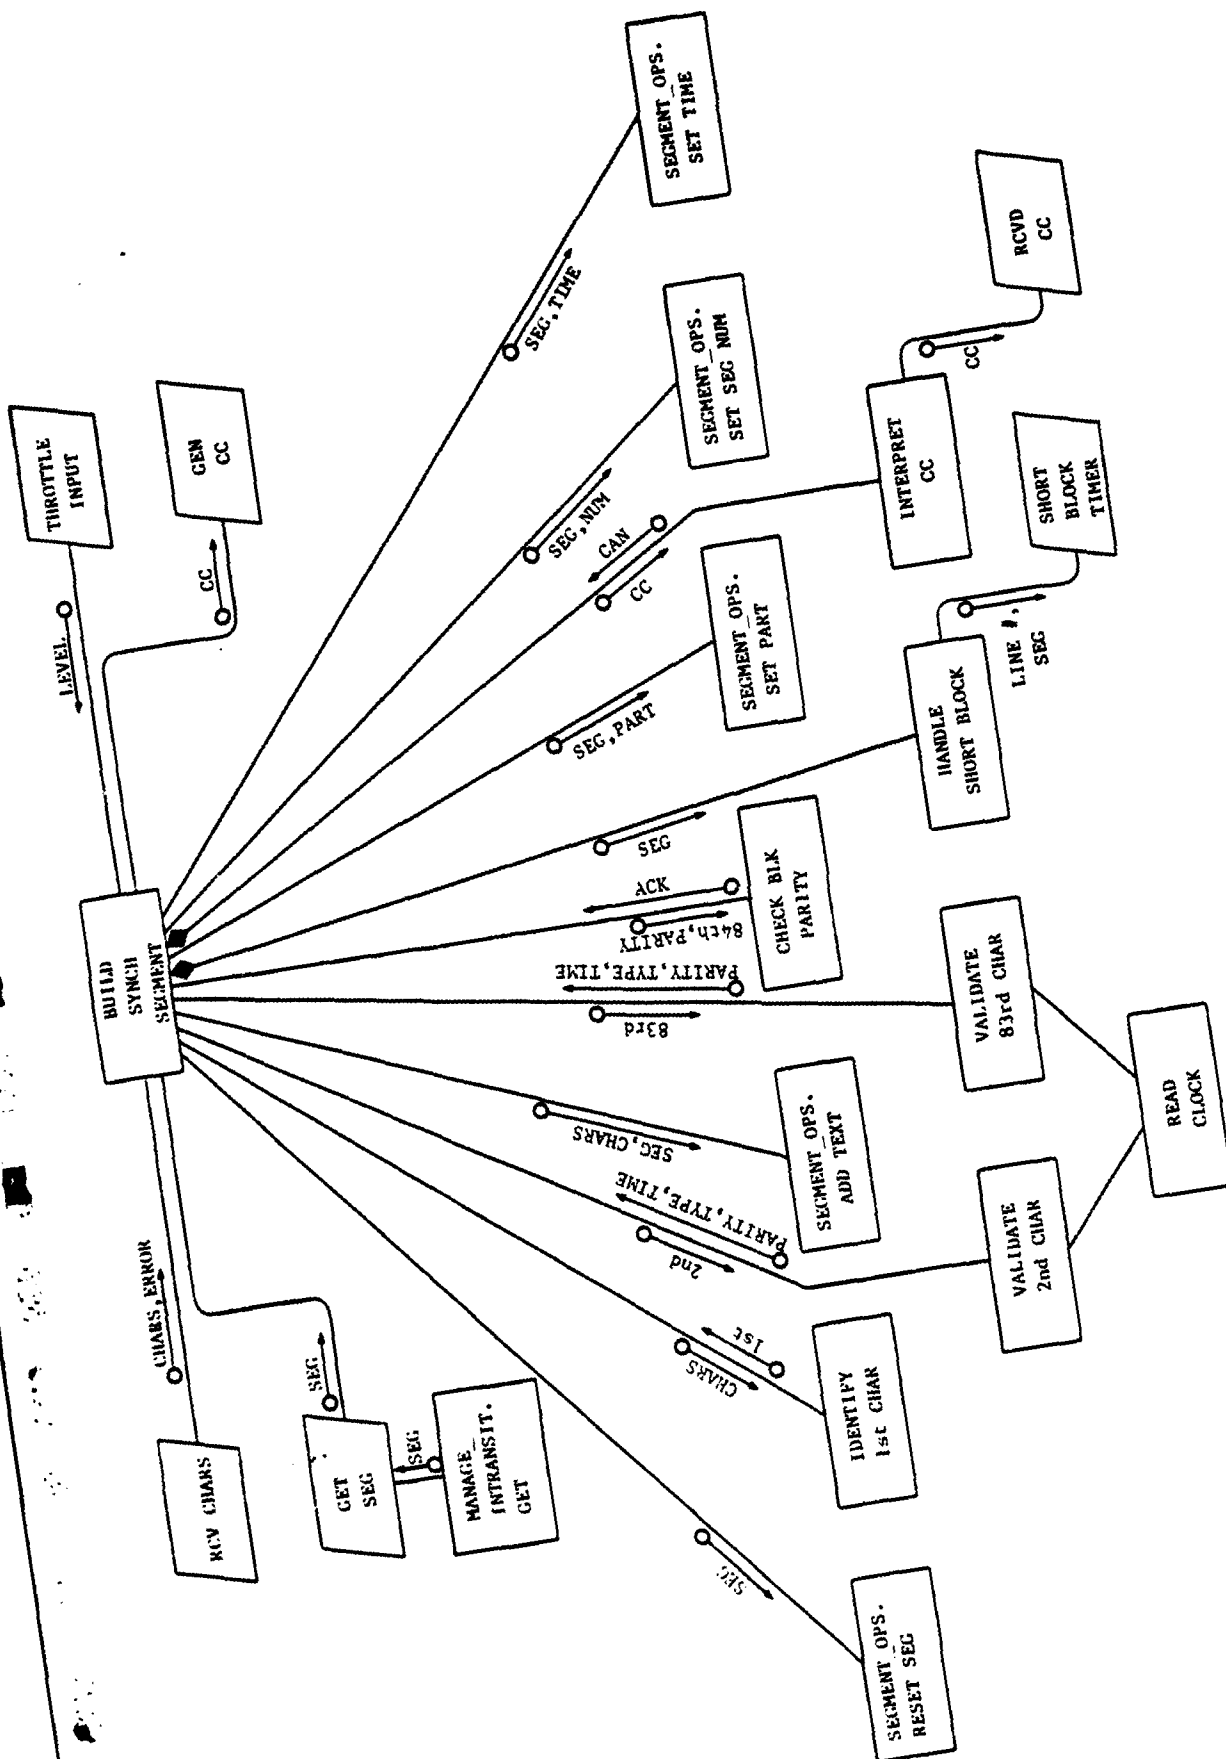 RCV CHARS
CHARS, ERROR
GET
SEG
SEG
SEG
MANAGE_
INTRANSIT.
GET
BUILD
SYNCH
SEGMENT
LEVEL
THROTTLE
INPUT
CC
GEN
CC
SEG
SEGMENT_OPS.
RESET SEG
CHARS
1st
IDENTIFY
1st CHAR
2nd
PARITY,TYPE,TIME
VALIDATE
2nd CHAR
SEG,CHARS
SEGMENT_OPS.
ADD TEXT
83rd
PARITY,TYPE,TIME
VALIDATE
83rd CHAR
READ
CLOCK
84th,PARITY
ACK
CHECK BLK
PARITY
SEG
HANDLE
SHORT BLOCK
LINE #,
SEG
SHORT
BLOCK
TIMER
SEG,PART
SEGMENT_OPS.
SET PART
CC
CAN
INTERPRET
CC
CC
RCVD
CC
SEG,NUM
SEGMENT_OPS.
SET SEG NUM
SEG,TIME
SEGMENT_OPS.
SET TIME